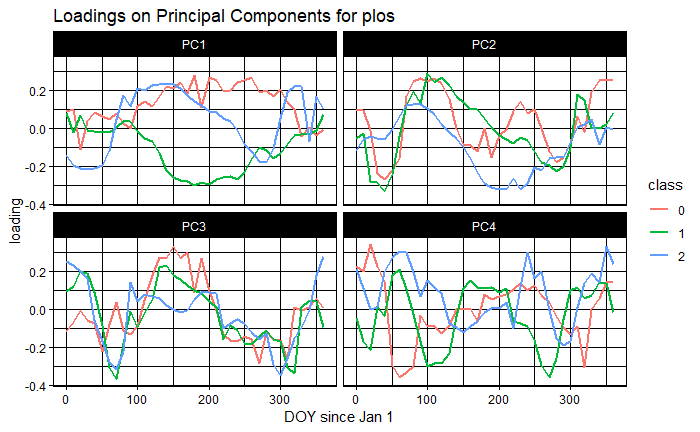 Loadings on Principal Components for plos
PC1 PC2
0.2
0.0
-0.2
-0.4
PC3 PC4
0.2
0.0
-0.2
-0.4
0 100 200 300 0 100 200 300
DOY since Jan 1
loading
class
0
1
2